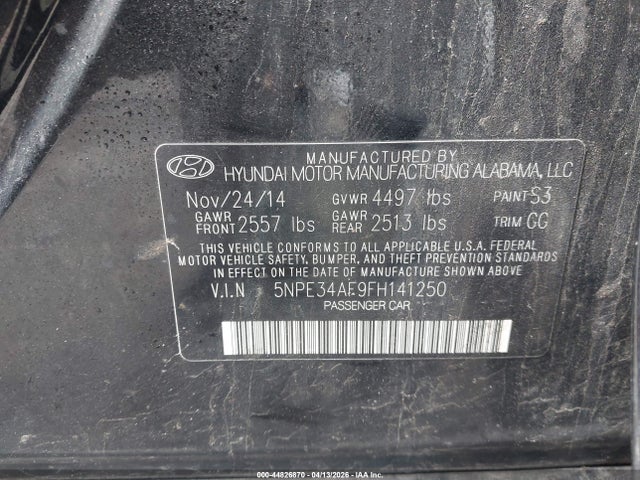 MANUFACTURED BY
HYUNDAI MOTOR MANUFACTURING ALABAMA, LLC
Nov/24/14 GVWR 4497 lbs PAINT S3
GAWR FRONT 2557 lbs GAWR REAR 2513 lbs TRIM GG
THIS VEHICLE CONFORMS TO ALL APPLICABLE U.S.A. FEDERAL
MOTOR VEHICLE SAFETY, BUMPER, AND THEFT PREVENTION STANDARDS
IN EFFECT ON THE DATE OF MANUFACTURE SHOWN ABOVE
V.I.N 5NPE34AF9FH141250
PASSENGER CAR
000-44826870 - 04/13/2026 - IAA Inc.